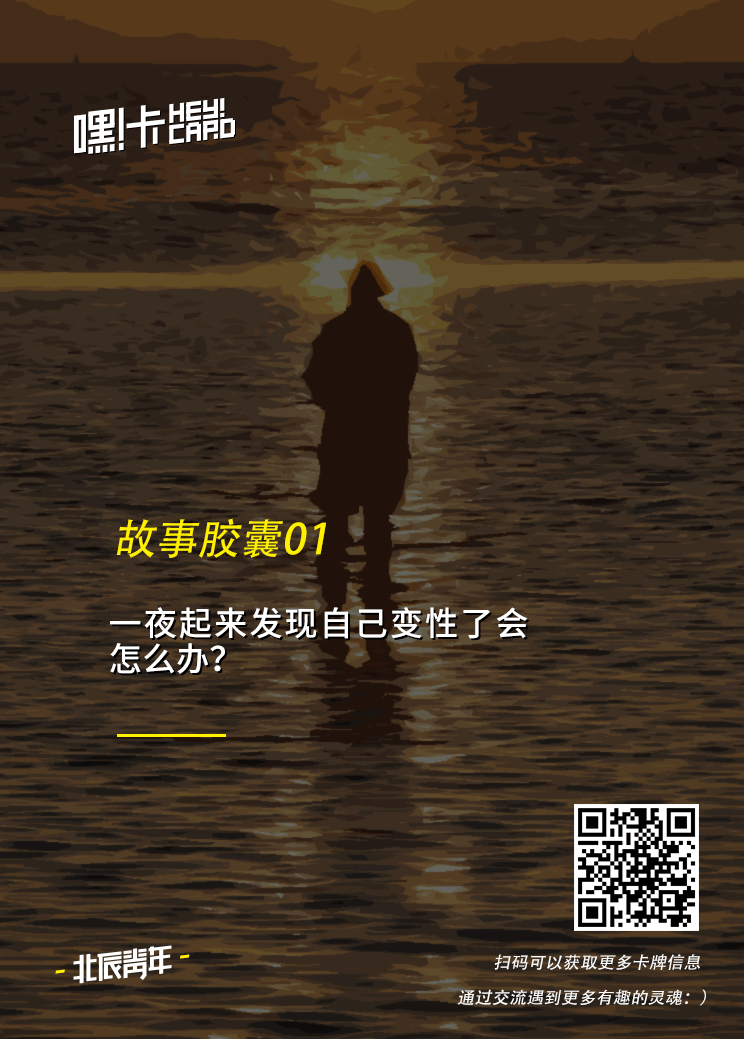 嘿!卡 HEY! CARD
故事胶囊01
一夜起来发现自己变性了会
怎么办？
- 北辰青年 -
扫码可以获取更多卡牌信息
通过交流遇到更多有趣的灵魂：）